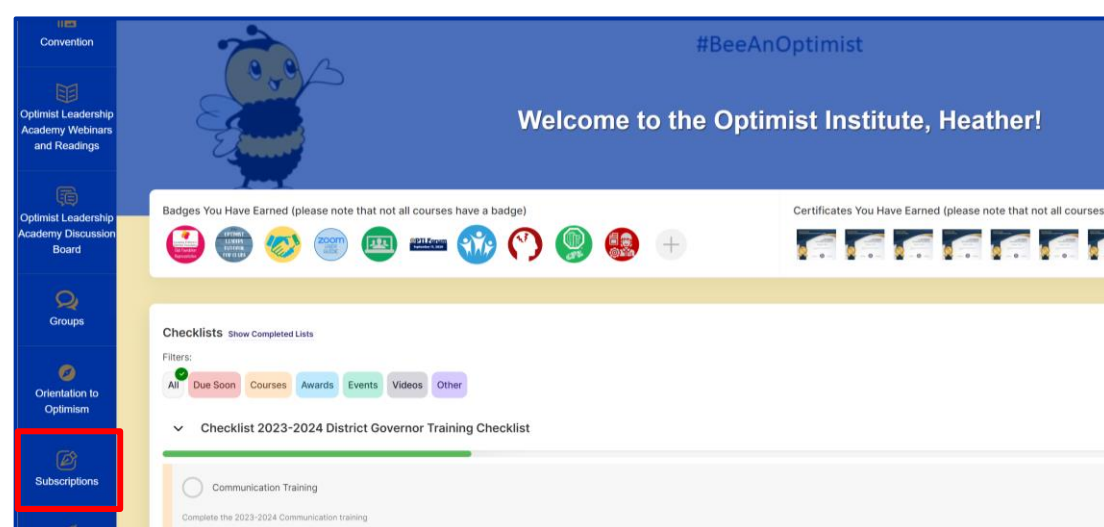 Convention
Optimist Leadership
Academy Webinars
and Readings
Optimist Leadership
Academy Discussion
Board
Groups
Orientation to
Optimism
Subscriptions
#BeeAnOptimist
Welcome to the Optimist Institute, Heather!
Badges You Have Earned (please note that not all courses have a badge)
zoom
Certificates You Have Earned (please note that not all courses
Checklists Show Completed Lists
Filters:
All Due Soon Courses Awards Events Videos Other
Checklist 2023-2024 District Governor Training Checklist
Communication Training
Complete the 2023-2024 Communication training